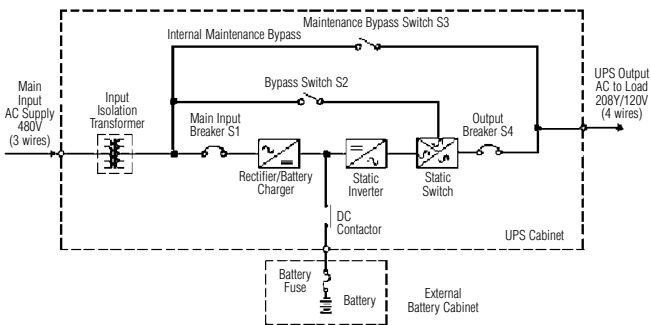 Maintenance Bypass Switch S3
Internal Maintenance Bypass
Main
Input
AC Supply
480V
(3 wires)
Input
Isolation
Transformer
Bypass Switch S2
Main Input
Breaker S1
Output
Breaker S4
UPS Output
AC to Load
208Y/120V
(4 wires)
Rectifier/Battery
Charger
Static
Inverter
Static
Switch
DC
Contactor
UPS Cabinet
Battery
Fuse
Battery
External
Battery Cabinet